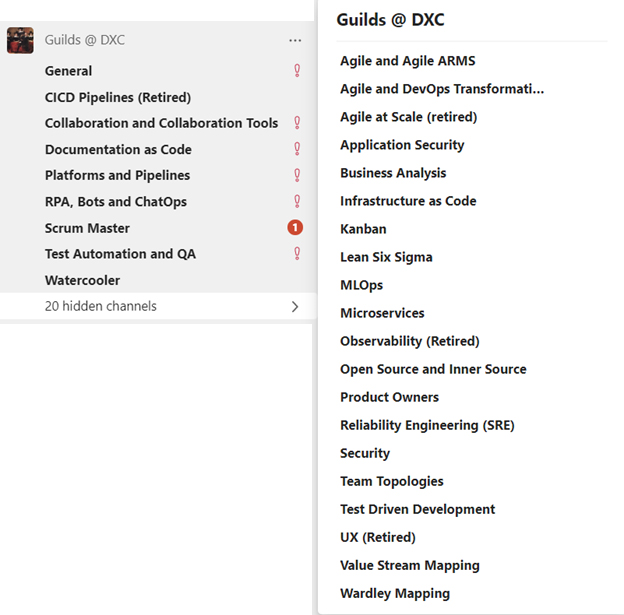 Guilds @ DXC
General
CICD Pipelines (Retired)
Collaboration and Collaboration Tools
Documentation as Code
Platforms and Pipelines
RPA, Bots and ChatOps
Scrum Master 1
Test Automation and QA
Watercooler
20 hidden channels
Guilds @ DXC
Agile and Agile ARMS
Agile and DevOps Transformati...
Agile at Scale (retired)
Application Security
Business Analysis
Infrastructure as Code
Kanban
Lean Six Sigma
MLOps
Microservices
Observability (Retired)
Open Source and Inner Source
Product Owners
Reliability Engineering (SRE)
Security
Team Topologies
Test Driven Development
UX (Retired)
Value Stream Mapping
Wardley Mapping